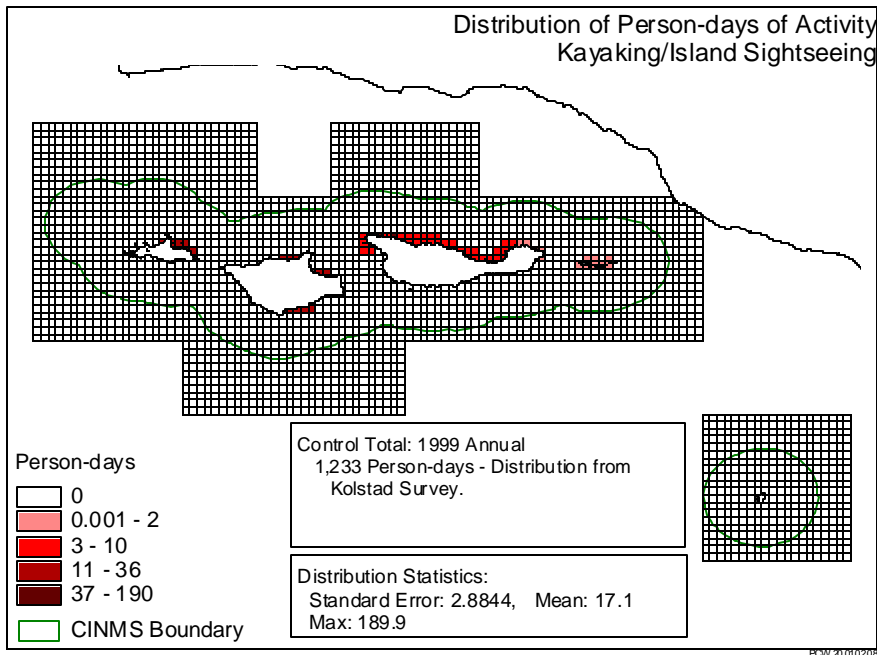 Distribution of Person-days of Activity
Kayaking/Island Sightseeing
Control Total: 1999 Annual
1,233 Person-days - Distribution from
Kolstad Survey.
Person-days
0
0.001 - 2
3 - 10
11 - 36
37 - 190
CINMS Boundary
Distribution Statistics:
Standard Error: 2.8844, Mean: 17.1
Max: 189.9